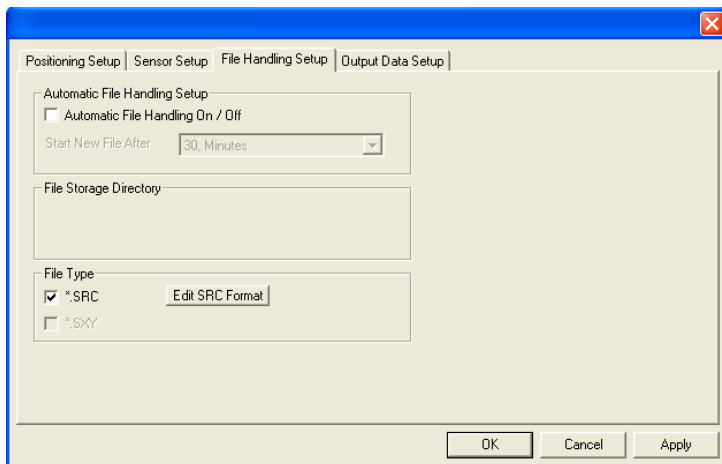 Positioning Setup
Sensor Setup
File Handling Setup
Output Data Setup
Automatic File Handling Setup
Automatic File Handling On / Off
Start New File After
30, Minutes
File Storage Directory
File Type
*.SRC
Edit SRC Format
*.SXY
OK
Cancel
Apply